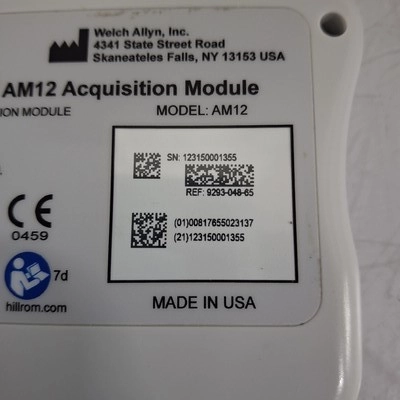 Welch Allyn, Inc.
4341 State Street Road
Skaneateles Falls, NY 13153 USA
AM12 Acquisition Module
ION MODULE
MODEL: AM12
SN: 123150001355
REF: 9293-048-65
(01)00817655023137
(21)123150001355
CE
0459
7d
hillrom.com
MADE IN USA